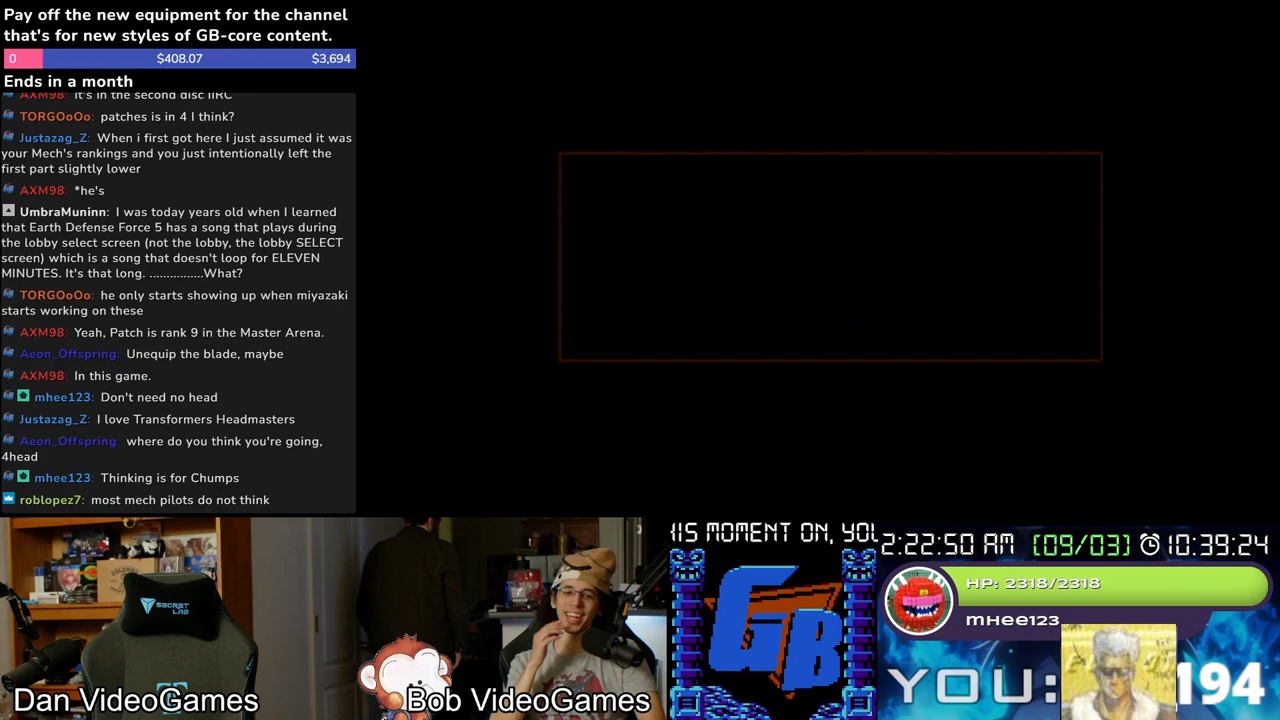 Pay off the new equipment for the channel
that's for new styles of GB-core content.
0 $408.07 $3,694
Ends in a month
AXM98: It's in the second disc IIRC
TORGOoOo: patches is in 4 I think?
Justazag_Z: When i first got here I just assumed it was
your Mech's rankings and you just intentionally left the
first part slightly lower
AXM98: *he's
UmbraMuninn: I was today years old when I learned
that Earth Defense Force 5 has a song that plays during
the lobby select screen (not the lobby, the lobby SELECT
screen) which is a song that doesn't loop for ELEVEN
MINUTES. It's that long. ................What?
TORGOoOo: he only starts showing up when miyazaki
starts working on these
AXM98: Yeah, Patch is rank 9 in the Master Arena.
Aeon_Offspring: Unequip the blade, maybe
AXM98: In this game.
mhee123: Don't need no head
Justazag_Z: I love Transformers Headmasters
Aeon_Offspring: where do you think you're going,
4head
mhee123: Thinking is for Chumps
roblopez7: most mech pilots do not think
SECRETLAB
Dan VideoGames
Bob VideoGames
IS MOMENT ON, YOU
GB
2:22:50 AM [09/03] 10:39:24
HP: 2318/2318
mHee123
YOU: 194